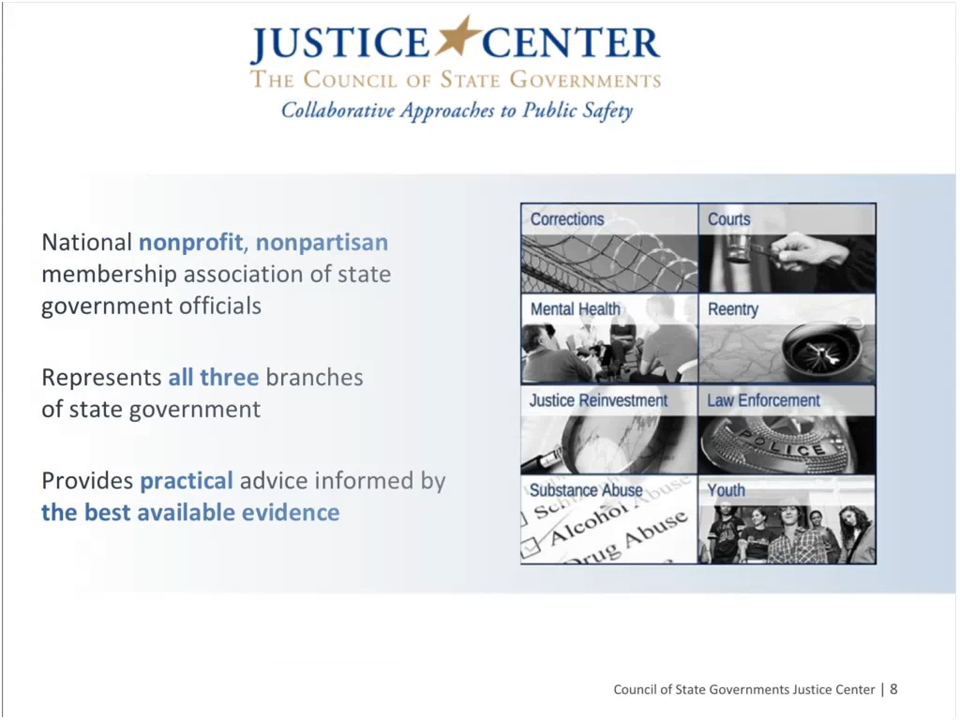 JUSTICE CENTER
THE COUNCIL OF STATE GOVERNMENTS
Collaborative Approaches to Public Safety
National nonprofit, nonpartisan
membership association of state
government officials
Represents all three branches
of state government
Provides practical advice informed by
the best available evidence
Corrections
Courts
Mental Health
Reentry
Justice Reinvestment
Law Enforcement
POLICE
Substance Abuse
Alcohol Abuse
Drug Abuse
Youth
Council of State Governments Justice Center | 8